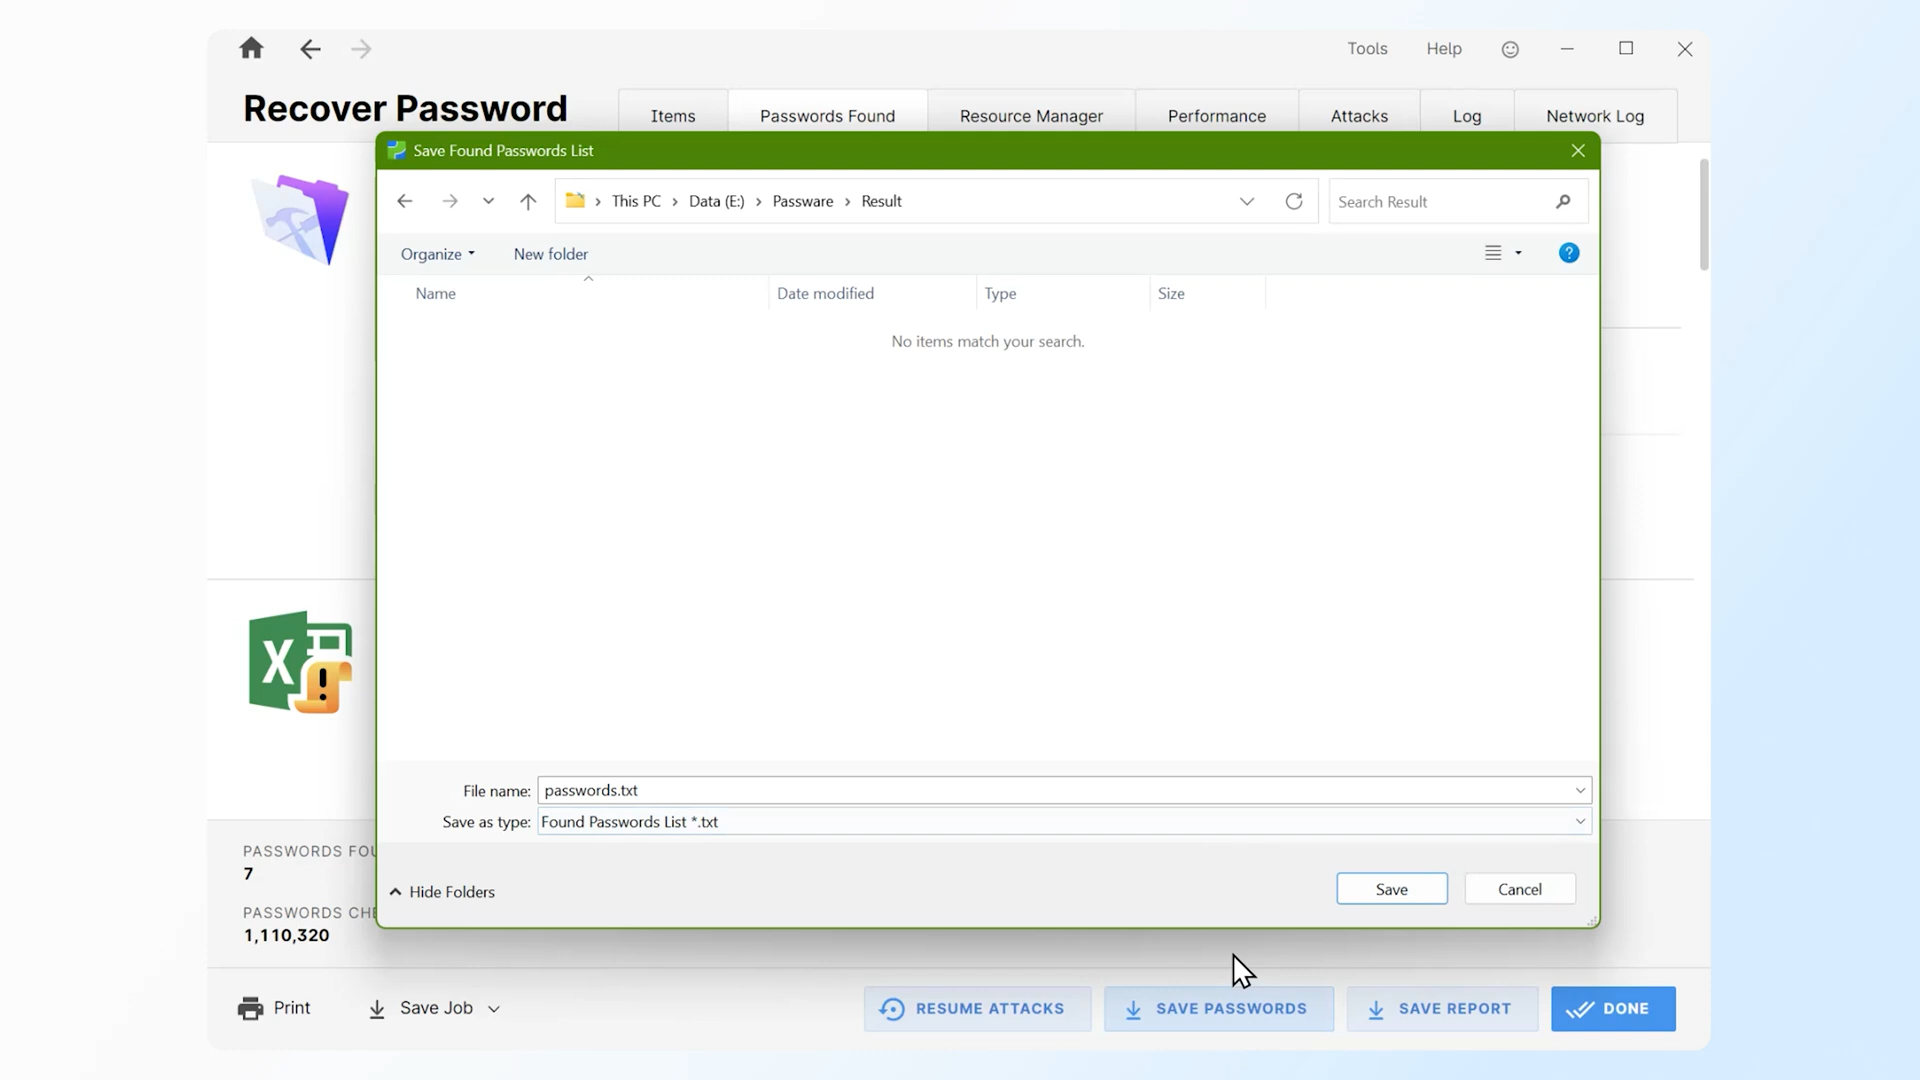 Tools
Help
Recover Password
Items
Passwords Found
Resource Manager
Performance
Attacks
Log
Network Log
Save Found Passwords List
This PC > Data (E:) > Passware > Result
Search Result
Organize
New folder
?
Name
Date modified
Type
Size
No items match your search.
X
!
File name: passwords.txt
Save as type: Found Passwords List *.txt
Hide Folders
Save
Cancel
PASSWORDS
7
PASSWORDS
1,110,320
Print
Save Job
RESUME ATTACKS
SAVE PASSWORDS
SAVE REPORT
DONE